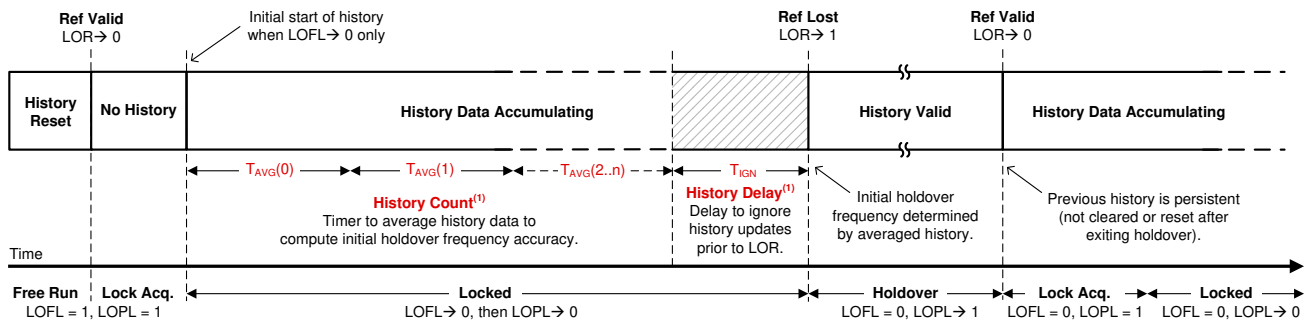 Ref Valid
LOR→ 0
Initial start of history
when LOFL→ 0 only
Ref Lost
LOR→ 1
Ref Valid
LOR→ 0
History
Reset
No History
History Data Accumulating
History Valid
History Data Accumulating
TAVG(0)
TAVG(1)
TAVG(2..n)
TIGN
History Count(1)
Timer to average history data to
compute initial holdover frequency accuracy.
History Delay(1)
Delay to ignore
history updates
prior to LOR.
Initial holdover
frequency determined
by averaged history.
Previous history is persistent
(not cleared or reset after
exiting holdover).
Time
Free Run
Lock Acq.
LOFL = 1, LOPL = 1
Locked
LOFL→ 0, then LOPL→ 0
Holdover
LOFL = 0, LOPL→ 1
Lock Acq.
LOFL = 0, LOPL = 1
Locked
LOFL = 0, LOPL→ 0